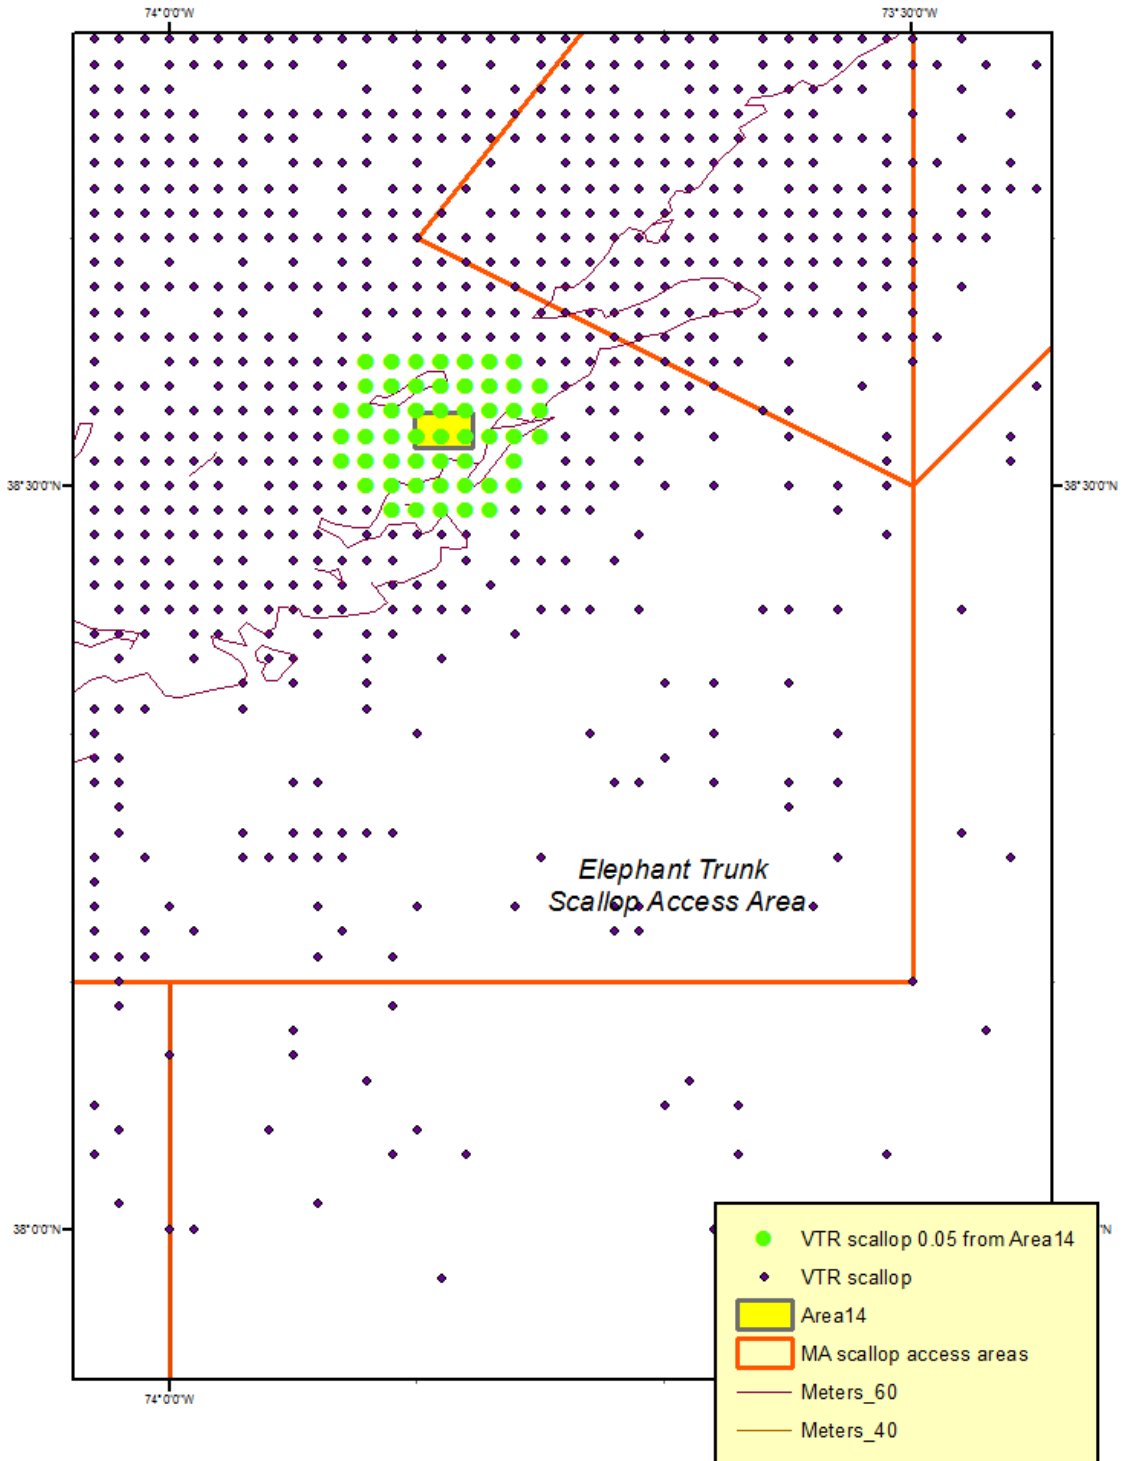 74°0'0"W
73°30'0"W
38°30'0"N
38°30'0"N
Elephant Trunk
Scallop Access Area
38°0'0"N
"N
VTR scallop 0.05 from Area14
VTR scallop
Area14
MA scallop access areas
Meters_60
Meters_40
74°0'0"W